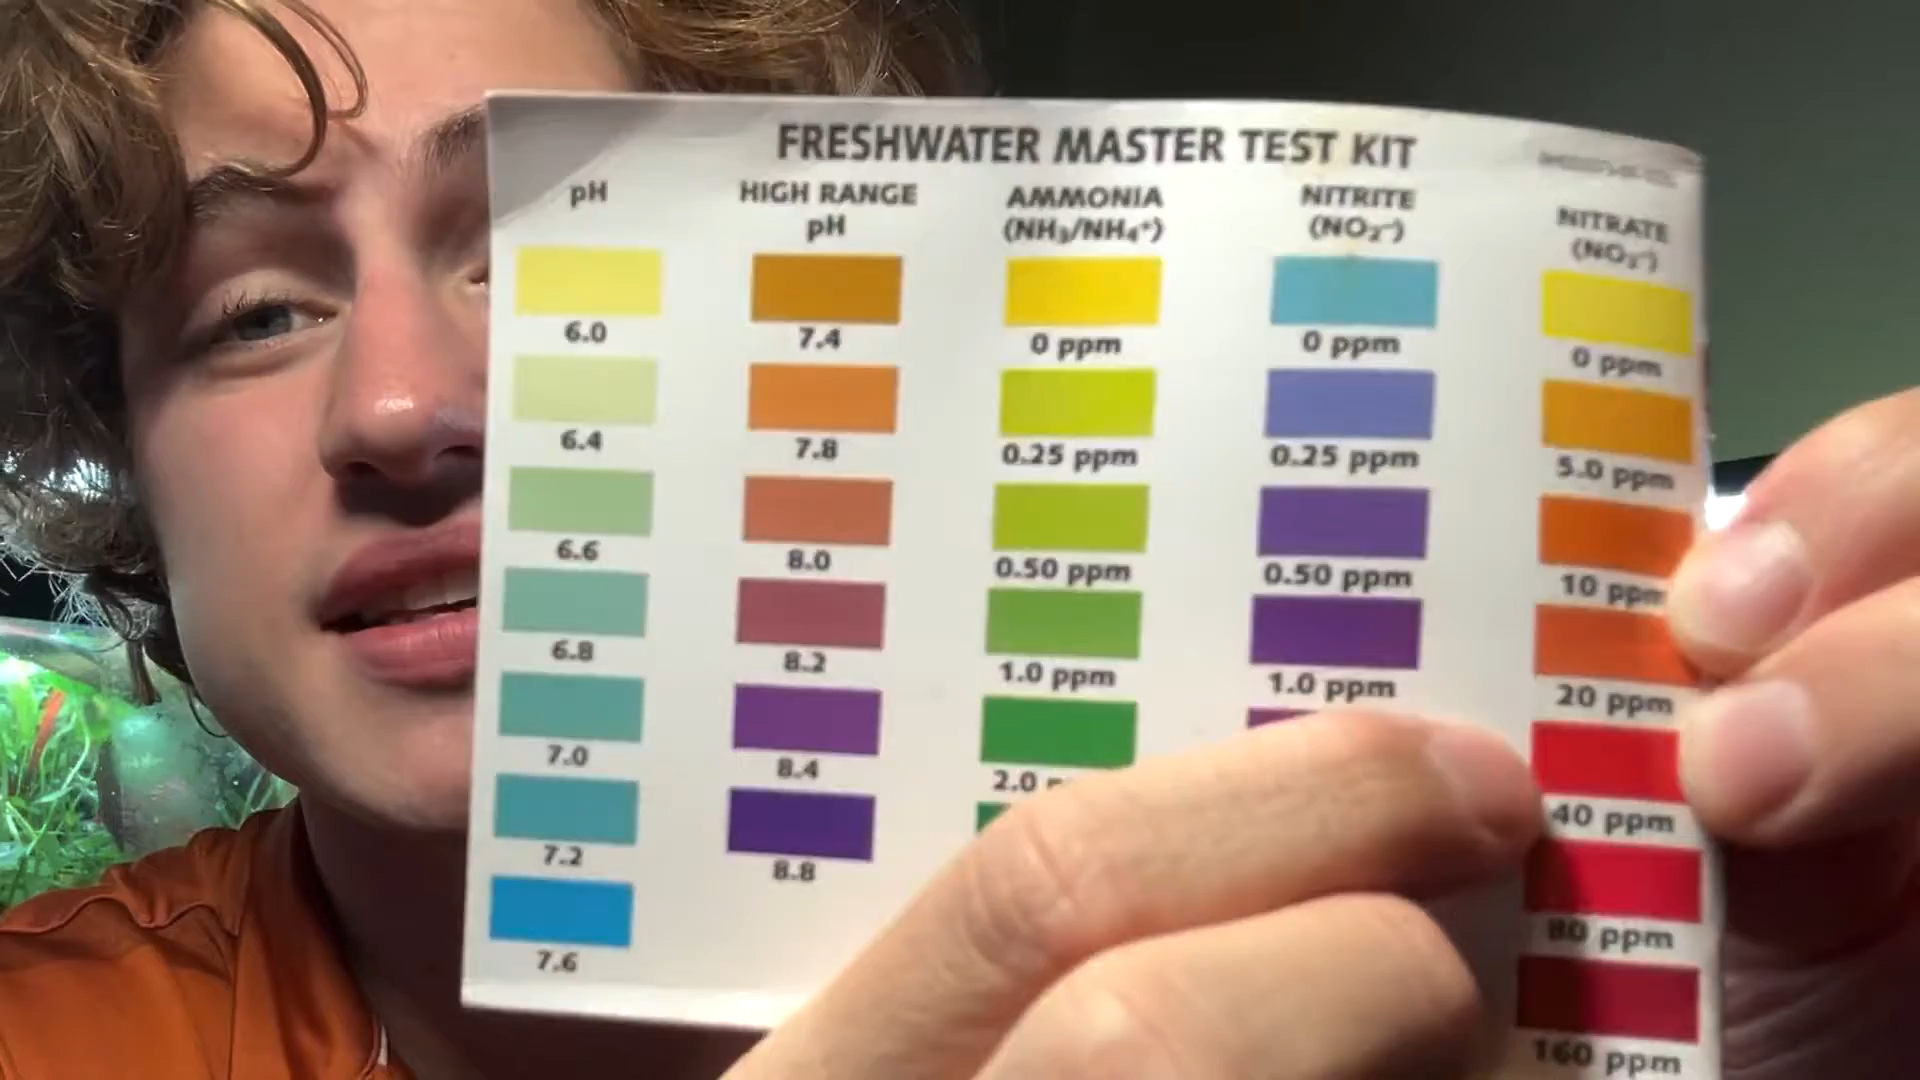 FRESHWATER MASTER TEST KIT
pH
6.0
6.4
6.6
6.8
7.0
7.2
7.6
HIGH RANGE
pH
7.4
7.8
8.0
8.2
8.4
8.8
AMMONIA
(NH₃/NH₄⁺)
0 ppm
0.25 ppm
0.50 ppm
1.0 ppm
2.0
NITRITE
(NO₂⁻)
0 ppm
0.25 ppm
0.50 ppm
1.0 ppm
NITRATE
(NO₃⁻)
0 ppm
5.0 ppm
10 ppm
20 ppm
40 ppm
80 ppm
160 ppm